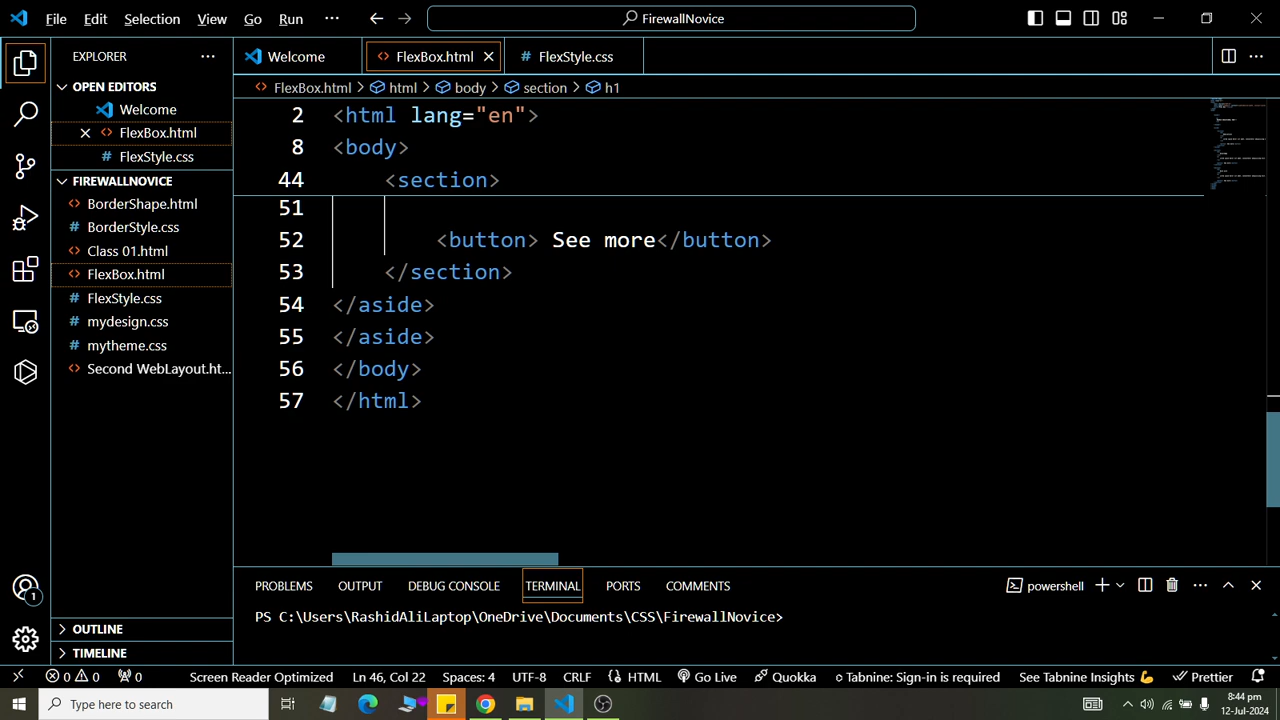 File Edit Selection View Go Run ··· FirewallNovice
EXPLORER ···
Welcome FlexBox.html FlexStyle.css ···
OPEN EDITORS
Welcome
FlexBox.html
FlexStyle.css
FIREWALLNOVICE
BorderShape.html
BorderStyle.css
Class 01.html
FlexBox.html
FlexStyle.css
mydesign.css
mytheme.css
Second WebLayout.ht...
OUTLINE
TIMELINE
FlexBox.html > html > body > section > h1
2 <html lang="en">
8 <body>
44 <section>
51
52 <button> See more</button>
53 </section>
54 </aside>
55 </aside>
56 </body>
57 </html>
PROBLEMS OUTPUT DEBUG CONSOLE TERMINAL PORTS COMMENTS powershell ···
PS C:\Users\RashidAliLaptop\OneDrive\Documents\CSS\FirewallNovice>
1
0 0 0 Screen Reader Optimized Ln 46, Col 22 Spaces: 4 UTF-8 CRLF HTML Go Live Quokka Tabnine: Sign-in is required See Tabnine Insights Prettier
Type here to search
8:44 pm
12-Jul-2024